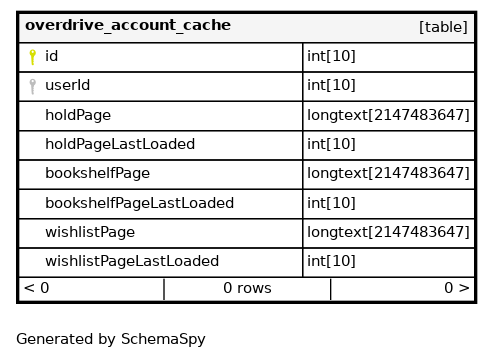 overdrive_account_cache [table]
id int[10]
userId int[10]
holdPage longtext[2147483647]
holdPageLastLoaded int[10]
bookshelfPage longtext[2147483647]
bookshelfPageLastLoaded int[10]
wishlistPage longtext[2147483647]
wishlistPageLastLoaded int[10]
< 0 0 rows 0 >
Generated by SchemaSpy